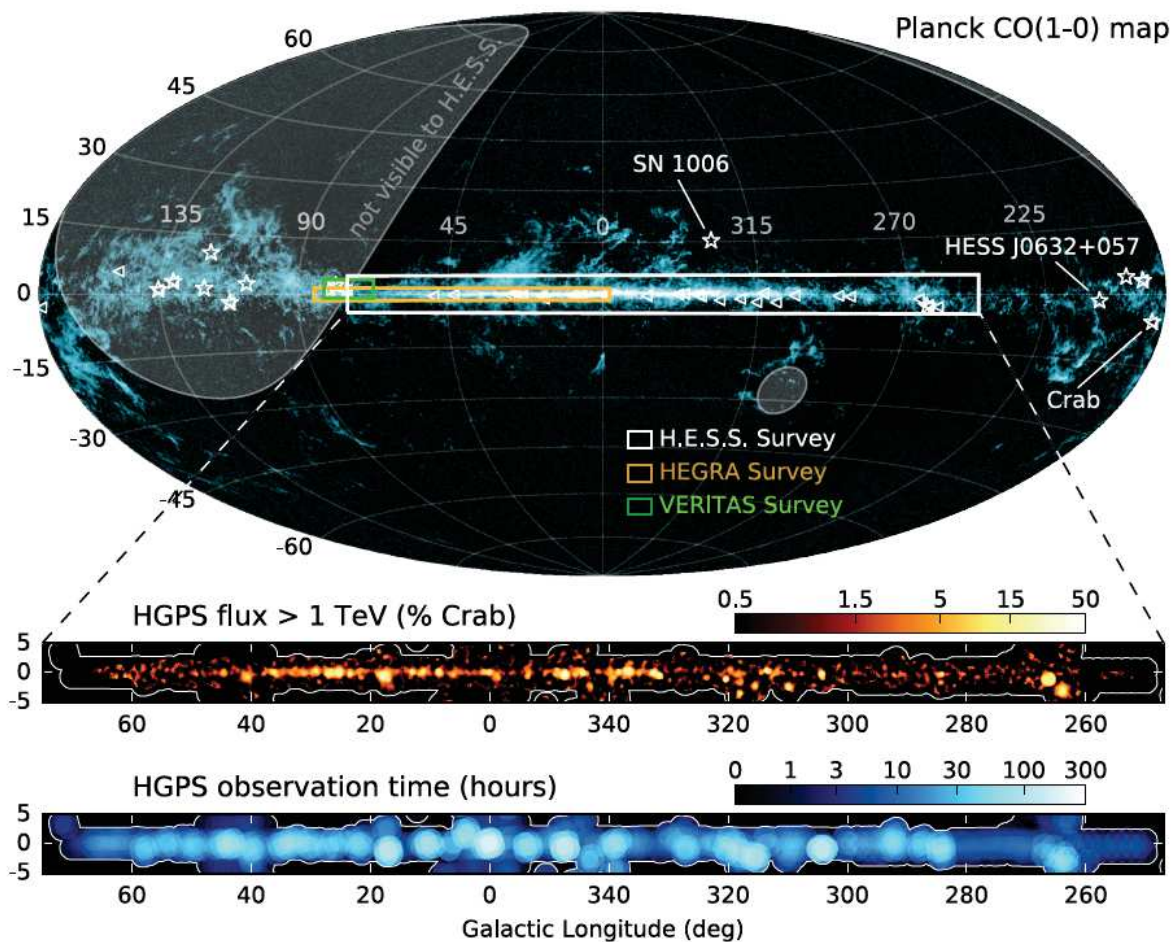 Planck CO(1-0) map
60
45
30
15
0
-15
-30
-45
-60
not visible to H.E.S.S.
135
90
45
0
315
270
225
SN 1006
HESS J0632+057
Crab
H.E.S.S. Survey
HEGRA Survey
VERITAS Survey
HGPS flux > 1 TeV (% Crab)
0.5 1.5 5 15 50
5
0
-5
60 40 20 0 340 320 300 280 260
HGPS observation time (hours)
0 1 3 10 30 100 300
5
0
-5
60 40 20 0 340 320 300 280 260
Galactic Longitude (deg)